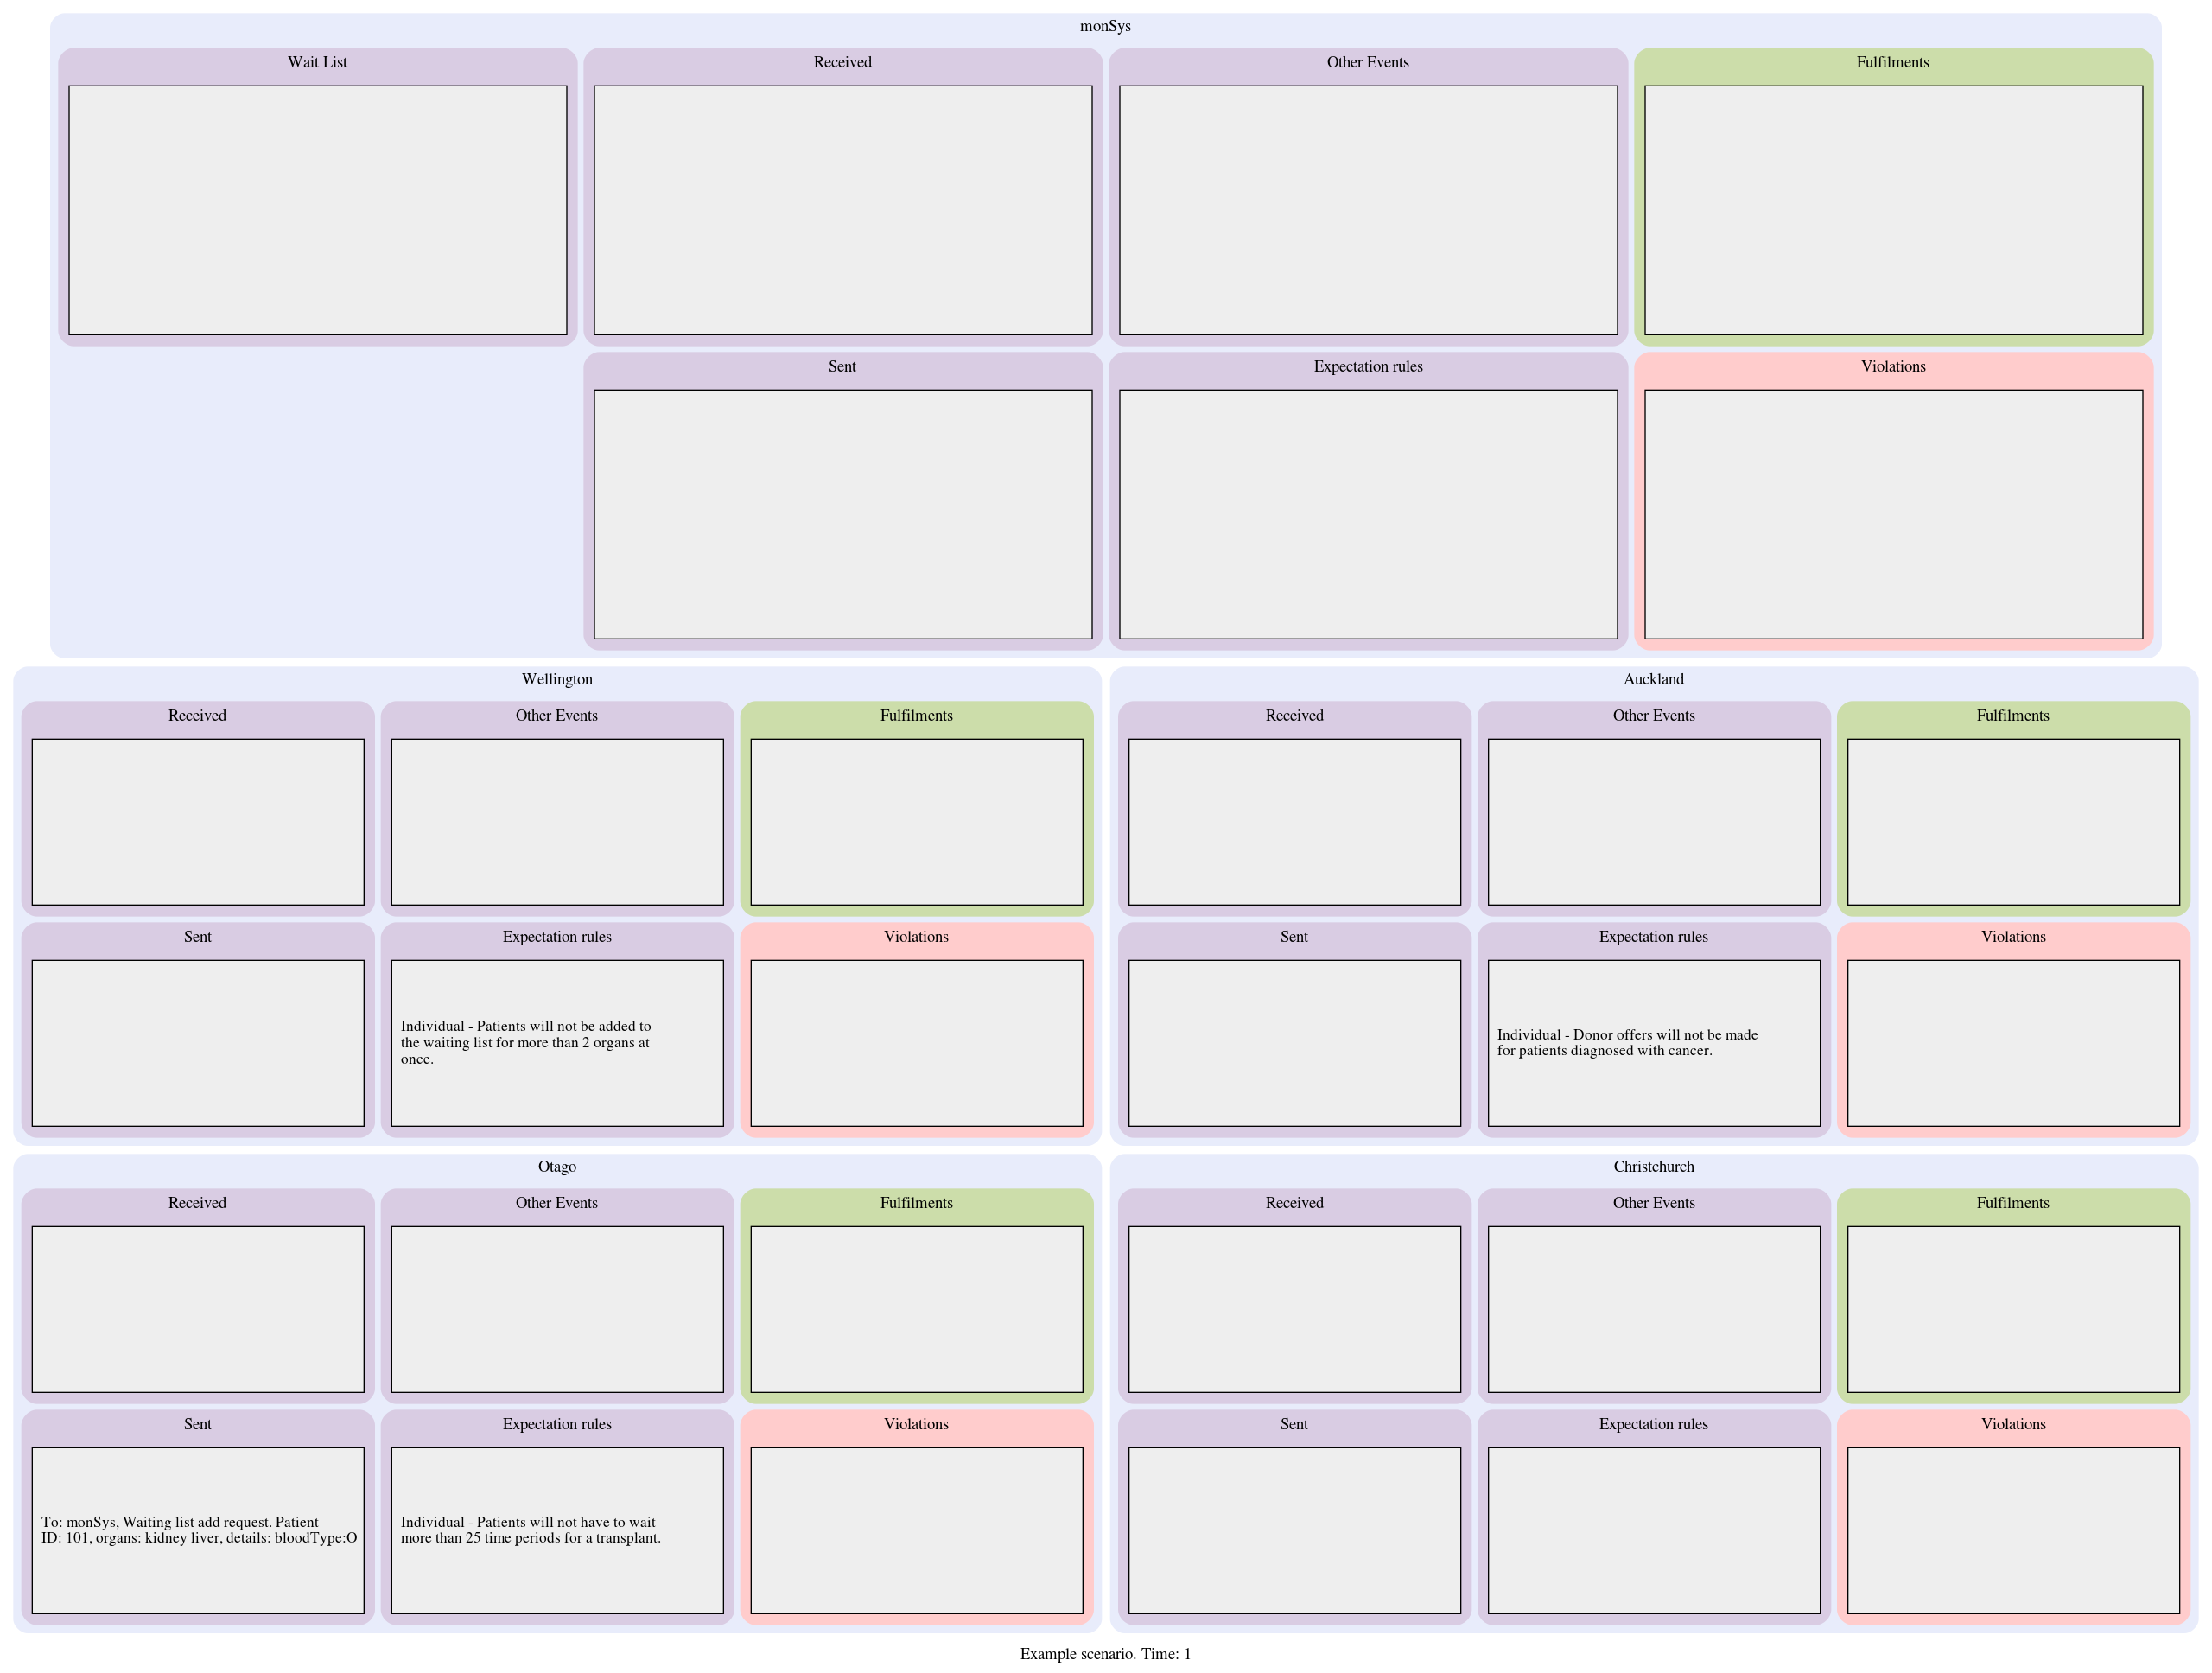 monSys
Wait List
Received
Other Events
Fulfilments
Sent
Expectation rules
Violations
Wellington
Received
Other Events
Fulfilments
Sent
Expectation rules
Individual - Patients will not be added to
the waiting list for more than 2 organs at
once.
Violations
Auckland
Received
Other Events
Fulfilments
Sent
Expectation rules
Individual - Donor offers will not be made
for patients diagnosed with cancer.
Violations
Otago
Received
Other Events
Fulfilments
Sent
To: monSys, Waiting list add request. Patient
ID: 101, organs: kidney liver, details: bloodType:O
Expectation rules
Individual - Patients will not have to wait
more than 25 time periods for a transplant.
Violations
Christchurch
Received
Other Events
Fulfilments
Sent
Expectation rules
Violations
Example scenario. Time: 1